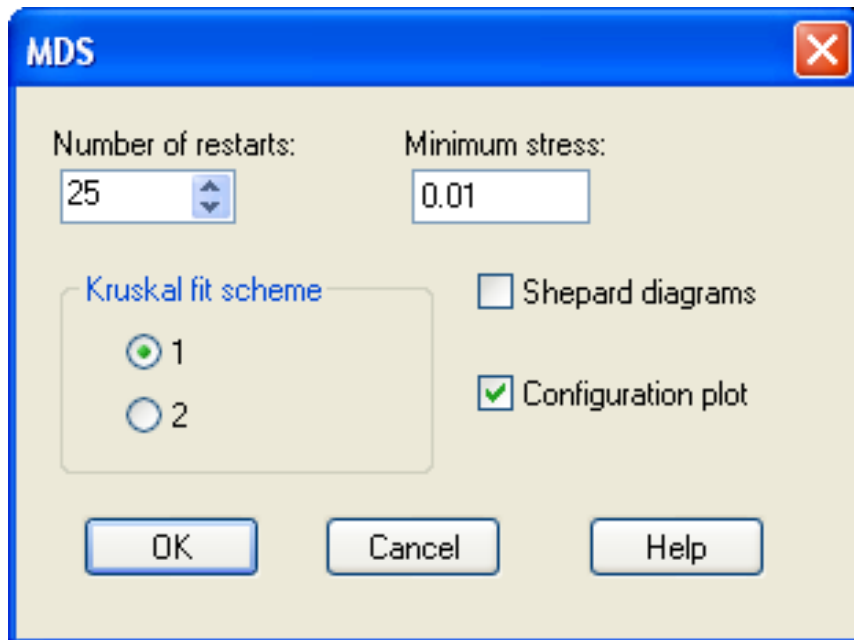 MDS
Number of restarts: Minimum stress:
25 0.01
Kruskal fit scheme
Shepard diagrams
1
Configuration plot
2
OK Cancel Help